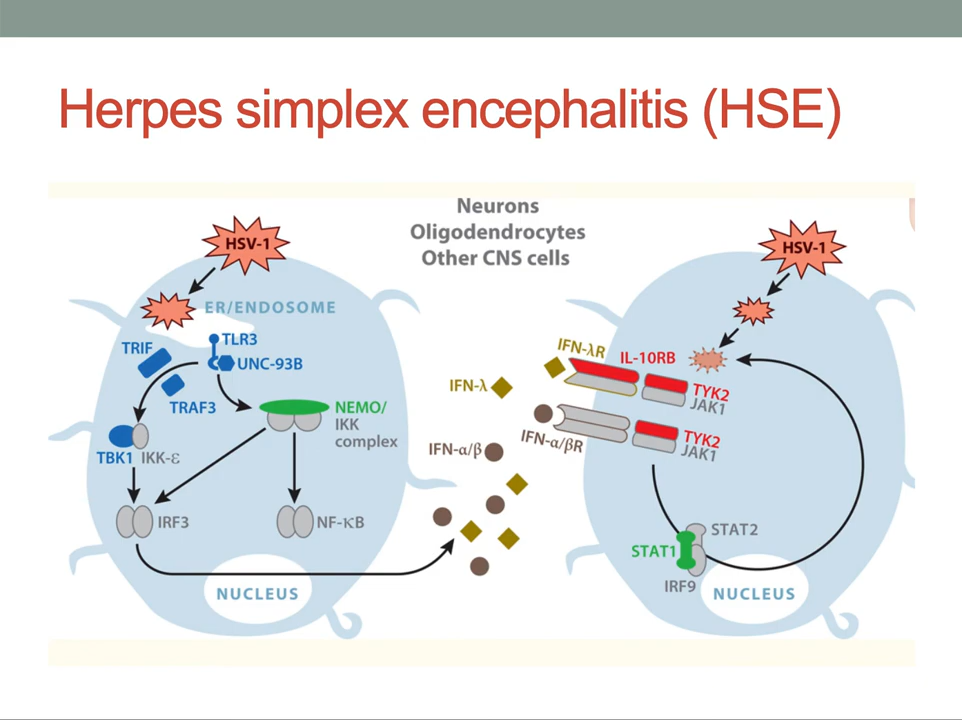 Herpes simplex encephalitis (HSE)
Neurons
Oligodendrocytes
Other CNS cells
HSV-1
ER/ENDOSOME
TLR3
TRIF
UNC-93B
TRAF3
NEMO/
IKK
complex
TBK1
IKK-ε
IRF3
NF-κB
NUCLEUS
IFN-λ
IFN-α/β
HSV-1
IFN-λR
IL-10RB
TYK2
JAK1
IFN-α/βR
TYK2
JAK1
STAT2
STAT1
IRF9
NUCLEUS